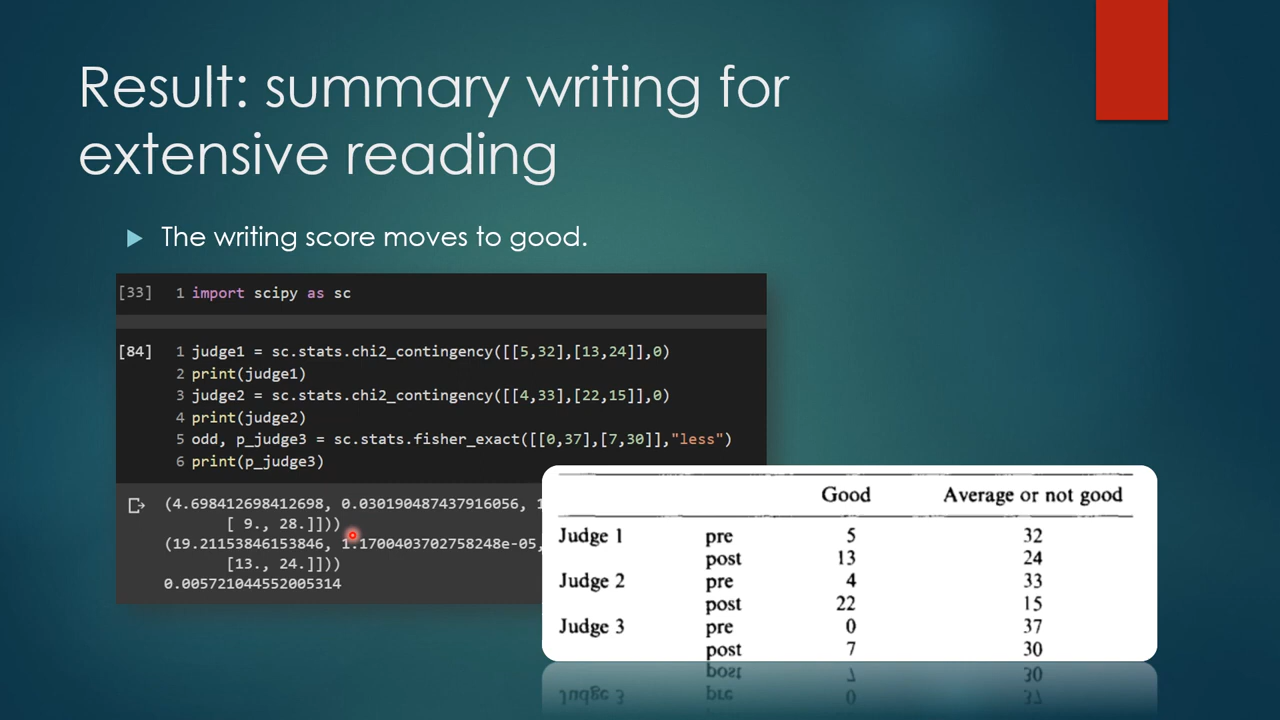 Result: summary writing for
extensive reading
The writing score moves to good.
[33] 1 import scipy as sc
[84] 1 judge1 = sc.stats.chi2_contingency([[5,32],[13,24]],0)
2 print(judge1)
3 judge2 = sc.stats.chi2_contingency([[4,33],[22,15]],0)
4 print(judge2)
5 odd, p_judge3 = sc.stats.fisher_exact([[0,37],[7,30]],"less")
6 print(p_judge3)
(4.698412698412698, 0.030190487437916056, 1
[ 9., 28.]]))
(19.21153846153846, 1.1700403702758248e-05,
[13., 24.]]))
0.005721044552005314
Good Average or not good
Judge 1 pre 5 32
post 13 24
Judge 2 pre 4 33
post 22 15
Judge 3 pre 0 37
post 7 30